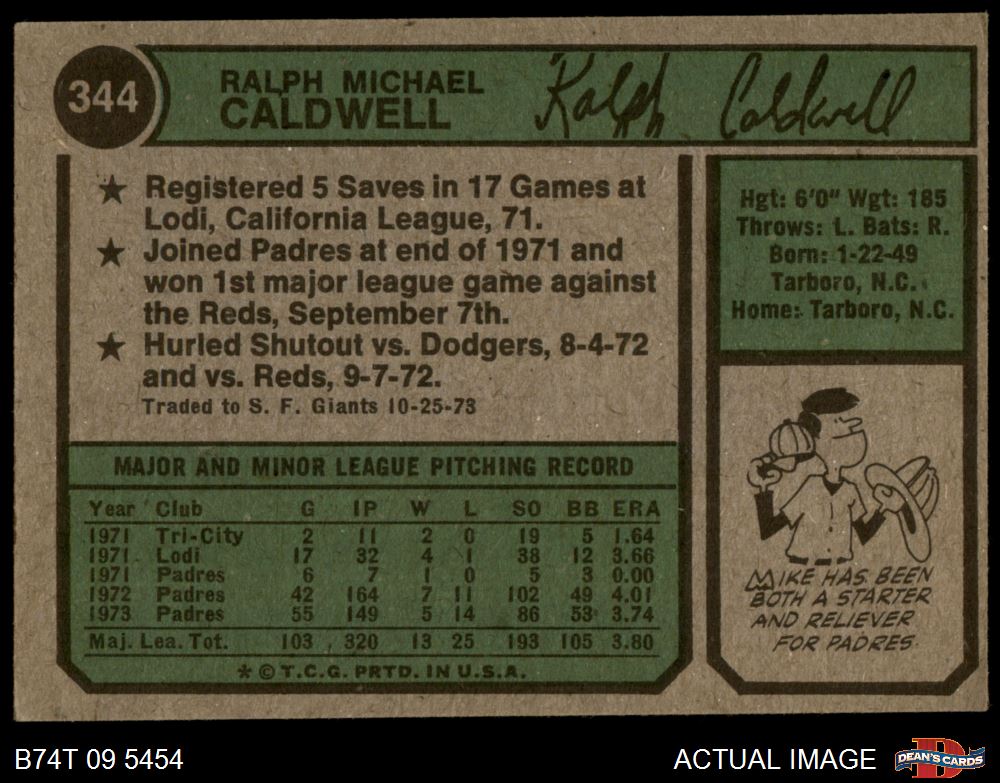 344
RALPH MICHAEL
CALDWELL
Ralph Caldwell
★ Registered 5 Saves in 17 Games at
Lodi, California League, 71.
★ Joined Padres at end of 1971 and
won 1st major league game against
the Reds, September 7th.
★ Hurled Shutout vs. Dodgers, 8-4-72
and vs. Reds, 9-7-72.
Traded to S. F. Giants 10-25-73
Hgt: 6'0" Wgt: 185
Throws: L. Bats: R.
Born: 1-22-49
Tarboro, N.C.
Home: Tarboro, N.C.
MAJOR AND MINOR LEAGUE PITCHING RECORD
Year Club G IP W L SO BB ERA
1971 Tri-City 2 11 2 0 19 5 1.64
1971 Lodi 17 32 4 1 38 12 3.66
1971 Padres 6 7 1 0 5 3 0.00
1972 Padres 42 164 7 11 102 49 4.01
1973 Padres 55 149 5 14 86 53 3.74
Maj. Lea. Tot. 103 320 13 25 193 105 3.80
* © T.C.G. PRTD. IN U.S.A.
MIKE HAS BEEN
BOTH A STARTER
AND RELIEVER
FOR PADRES.
B74T 09 5454
ACTUAL IMAGE
D
DEAN'S CARDS